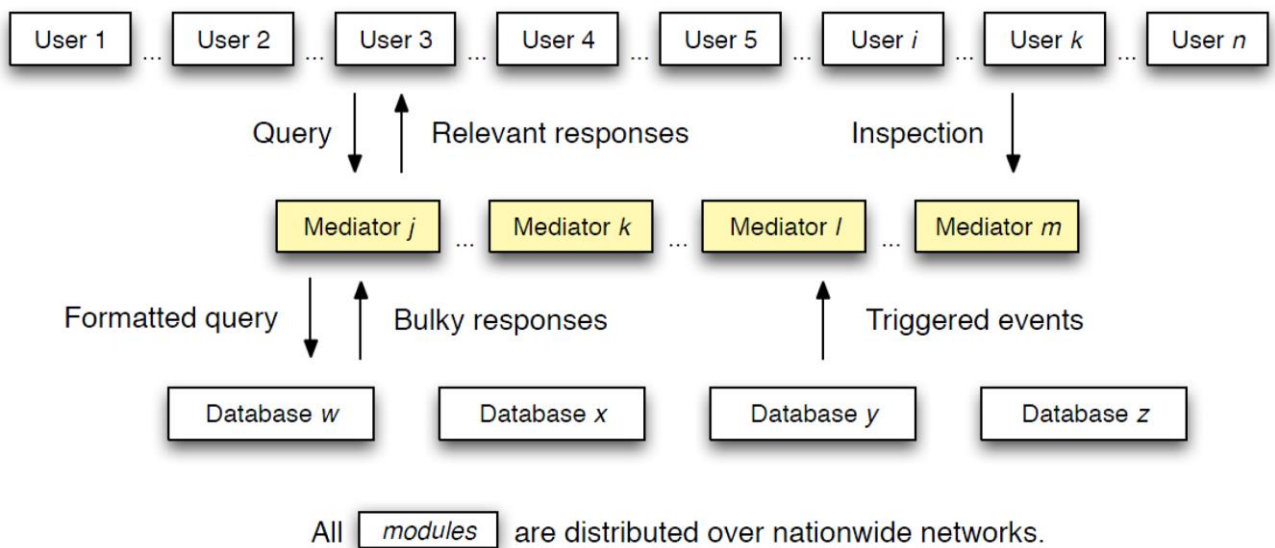 User 1 ... User 2 ... User 3 ... User 4 ... User 5 ... User i ... User k ... User n
Query
Relevant responses
Inspection
Mediator j ... Mediator k ... Mediator l ... Mediator m
Formatted query
Bulky responses
Triggered events
Database w
Database x
Database y
Database z
All modules are distributed over nationwide networks.